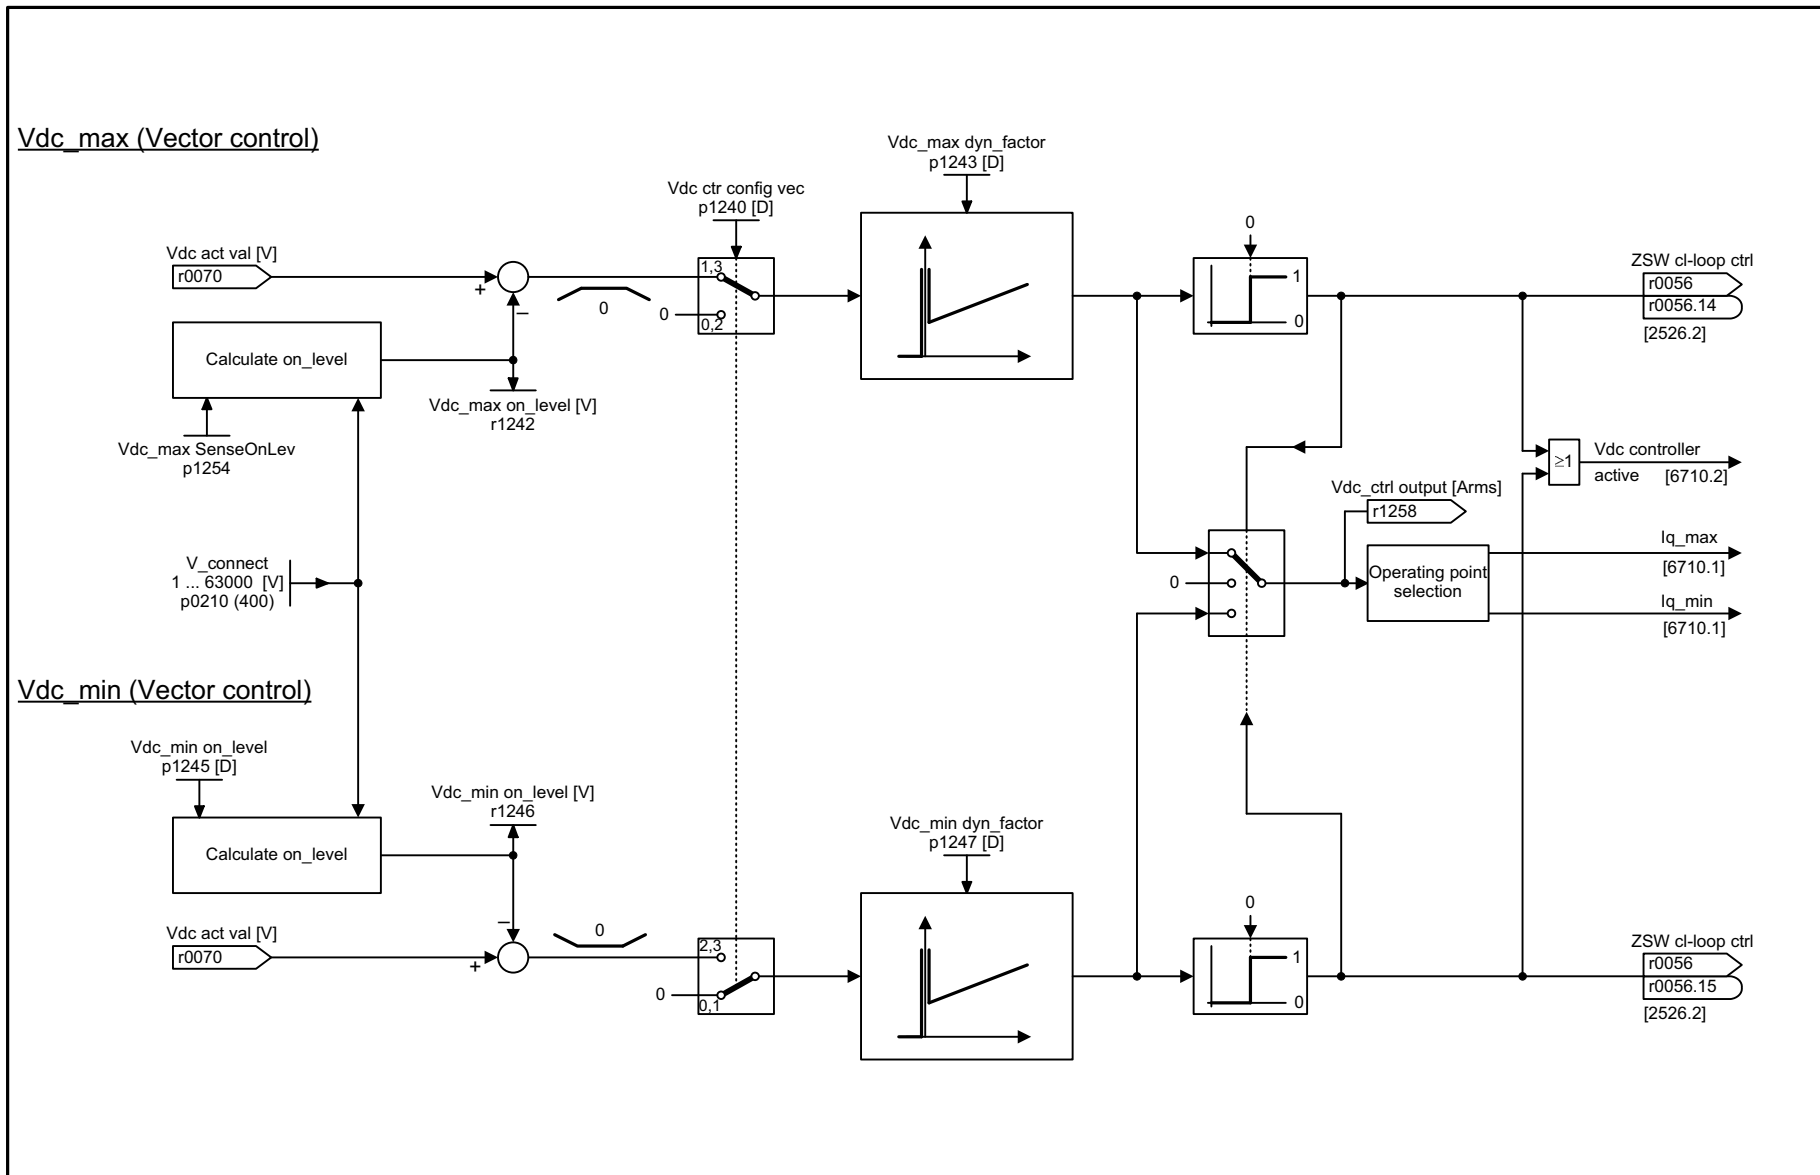 Vdc_max (Vector control)
Vdc_max dyn_factor
p1243 [D]
Vdc ctr config vec
p1240 [D]
0
Vdc act val [V]
r0070
+
–
0
1,3
0
0,2
1
0
ZSW cl-loop ctrl
r0056
r0056.14
[2526.2]
Calculate on_level
Vdc_max on_level [V]
r1242
Vdc_max SenseOnLev
p1254
≥1
Vdc controller
active
[6710.2]
Vdc_ctrl output [Arms]
r1258
V_connect
1 ... 63000 [V]
p0210 (400)
0
Operating point
selection
Iq_max
[6710.1]
Iq_min
[6710.1]
Vdc_min (Vector control)
Vdc_min on_level
p1245 [D]
Vdc_min on_level [V]
r1246
Calculate on_level
Vdc_min dyn_factor
p1247 [D]
0
Vdc act val [V]
r0070
+
–
0
2,3
0
0,1
1
0
ZSW cl-loop ctrl
r0056
r0056.15
[2526.2]